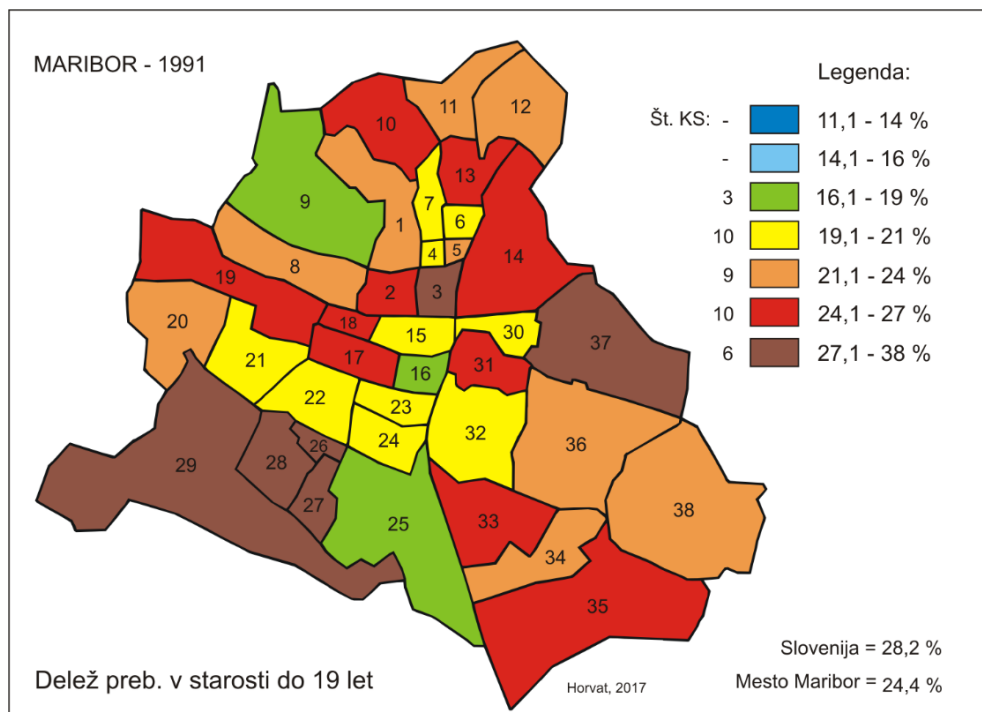 MARIBOR - 1991
Legenda:
Št. KS: - 11,1 - 14 %
- 14,1 - 16 %
3 16,1 - 19 %
10 19,1 - 21 %
9 21,1 - 24 %
10 24,1 - 27 %
6 27,1 - 38 %
11
12
10
13
9
7
6
1
4
5
14
8
19
2
3
18
15
30
37
20
17
16
31
21
22
23
32
24
36
26
29
28
27
25
33
38
34
35
Slovenija = 28,2 %
Mesto Maribor = 24,4 %
Delež preb. v starosti do 19 let
Horvat, 2017